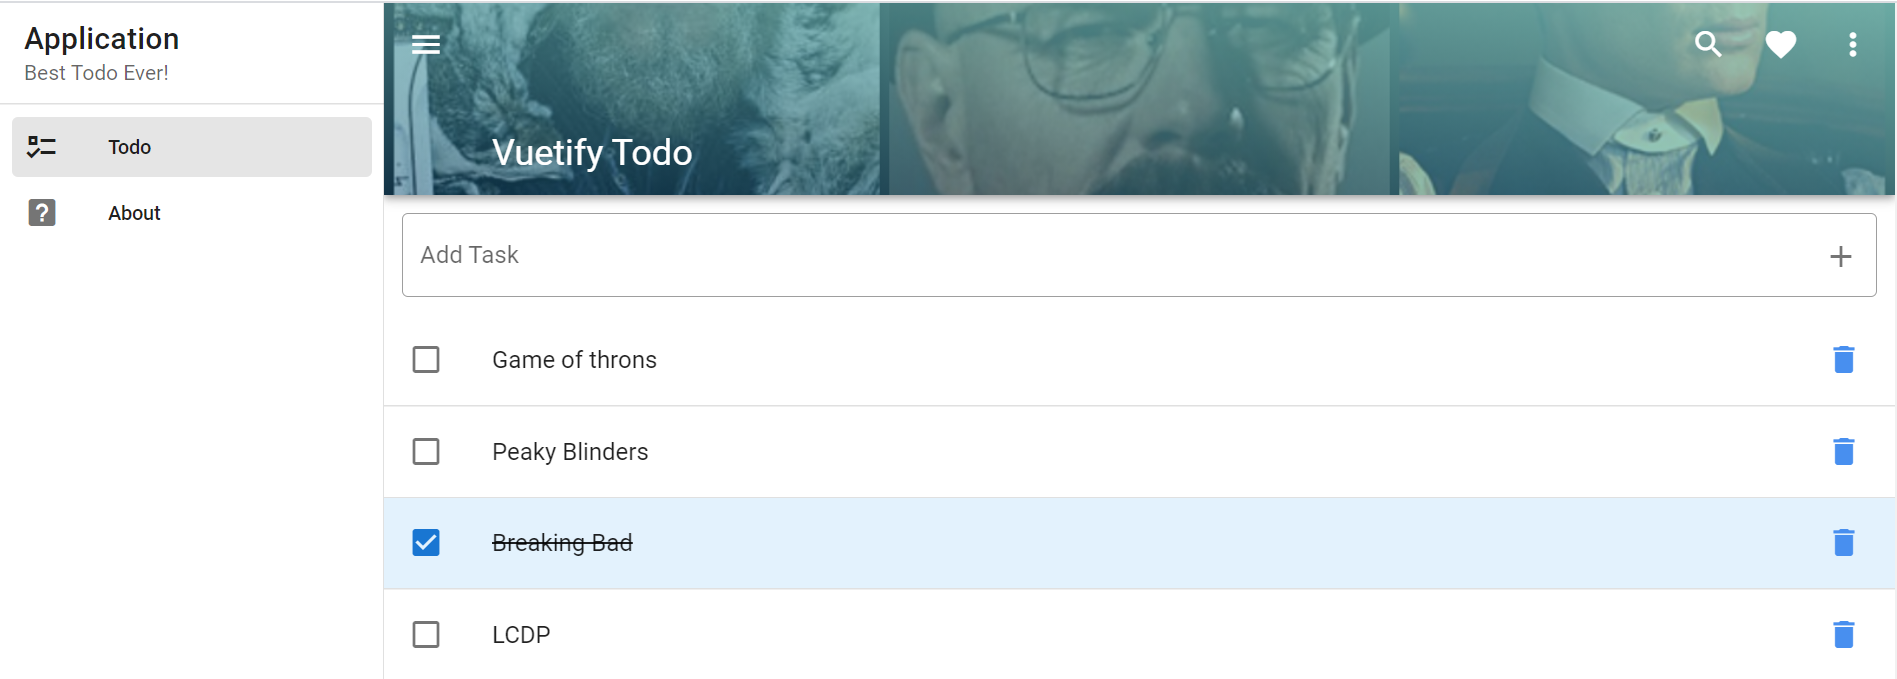 Application
Best Todo Ever!
Todo
About
Vuetify Todo
Add Task
Game of throns
Peaky Blinders
Breaking Bad
LCDP